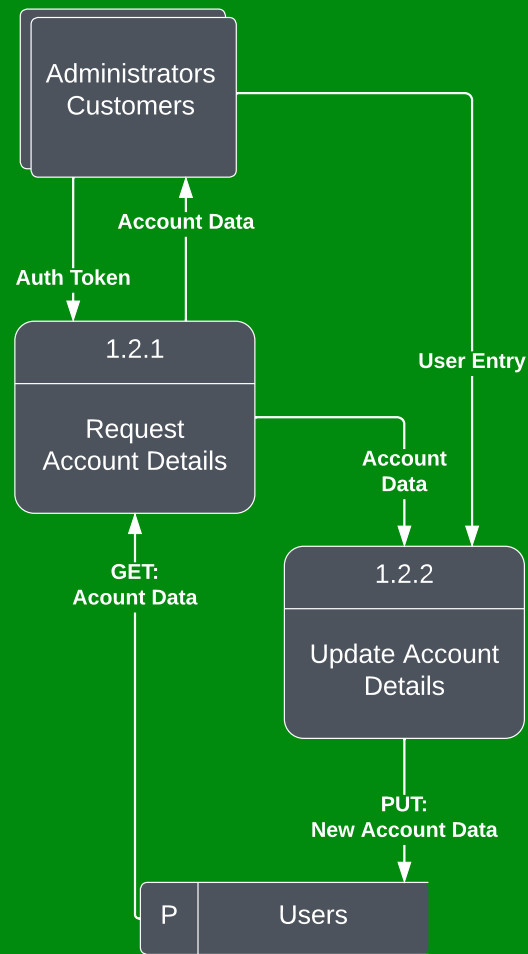 Administrators
Customers
Account Data
Auth Token
1.2.1
Request
Account Details
User Entry
Account
Data
GET:
Acount Data
1.2.2
Update Account
Details
PUT:
New Account Data
P
Users